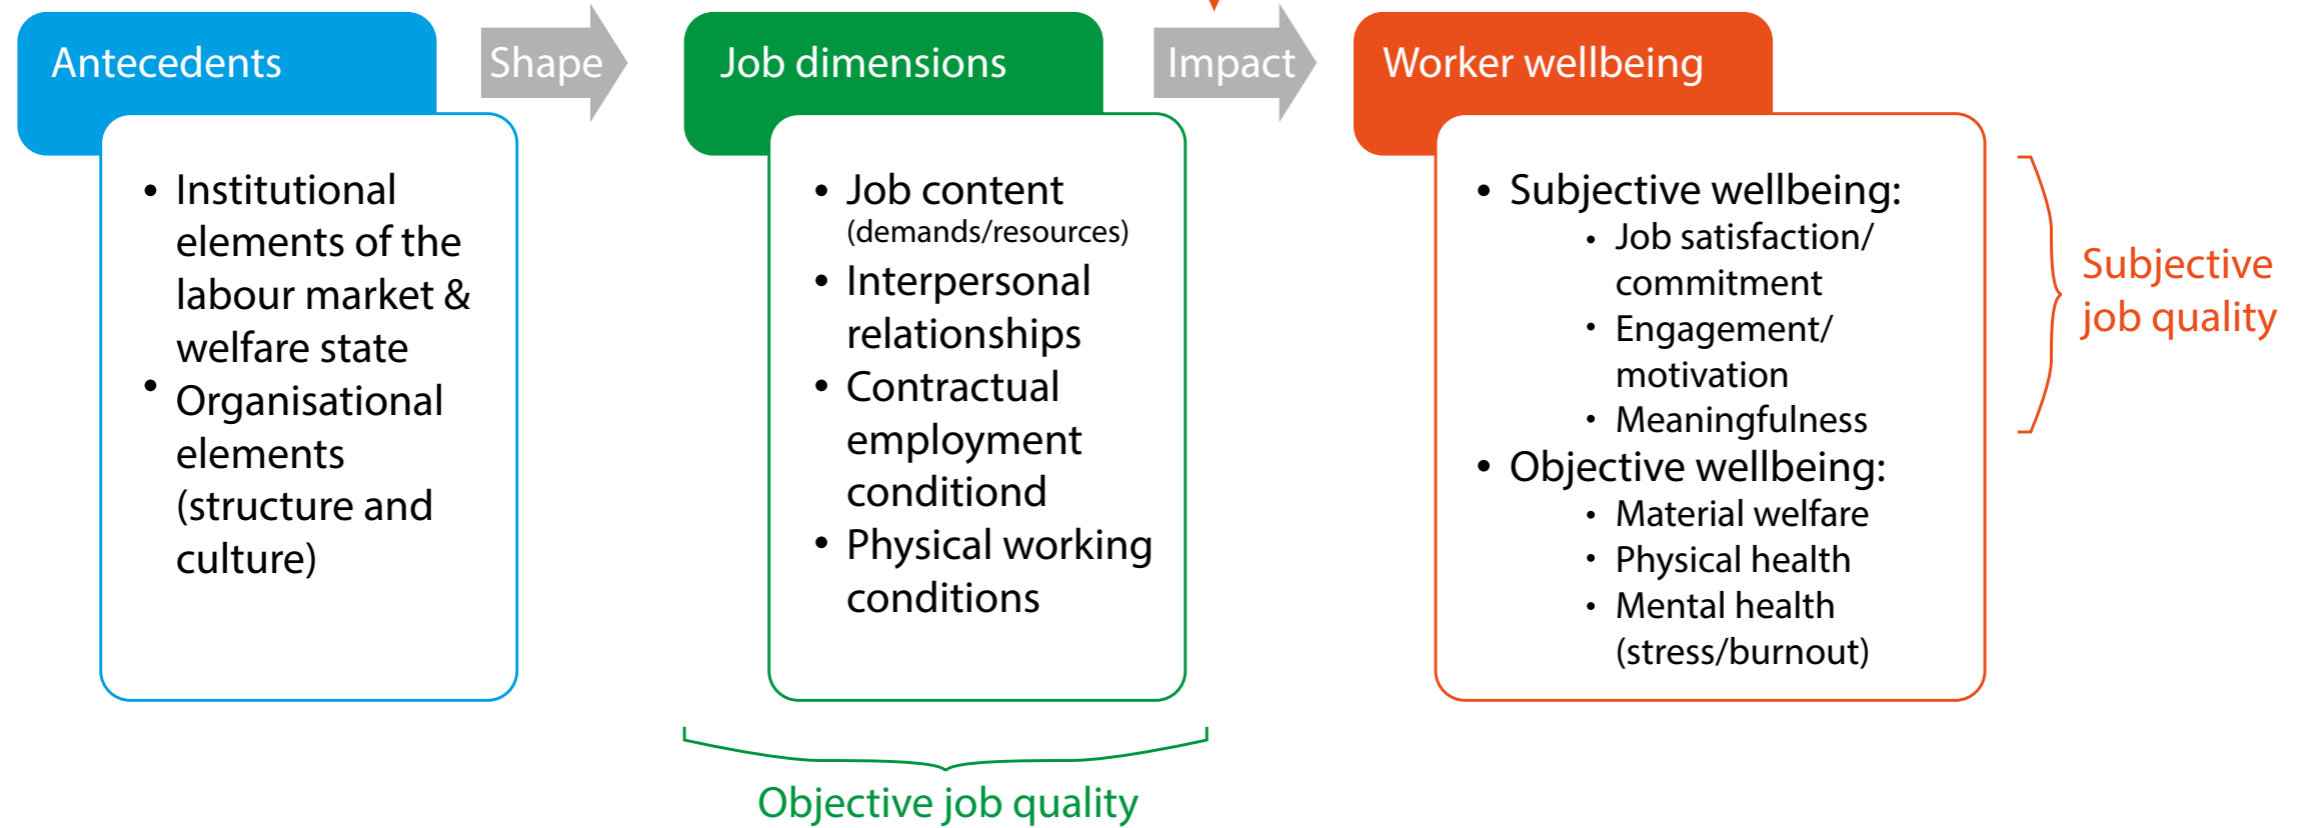 Antecedents
Shape
Job dimensions
Impact
Worker wellbeing
• Institutional
elements of the
labour market &
welfare state
• Organisational
elements
(structure and
culture)
• Job content
(demands/resources)
• Interpersonal
relationships
• Contractual
employment
conditiond
• Physical working
conditions
• Subjective wellbeing:
• Job satisfaction/
commitment
• Engagement/
motivation
• Meaningfulness
• Objective wellbeing:
• Material welfare
• Physical health
• Mental health
(stress/burnout)
Subjective
job quality
Objective job quality